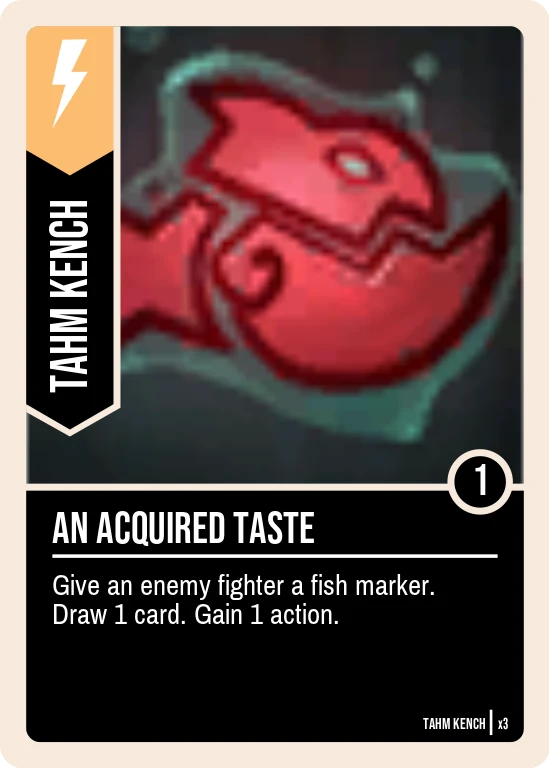 TAHM KENCH
1
AN ACQUIRED TASTE
Give an enemy fighter a fish marker.
Draw 1 card. Gain 1 action.
TAHM KENCH x3